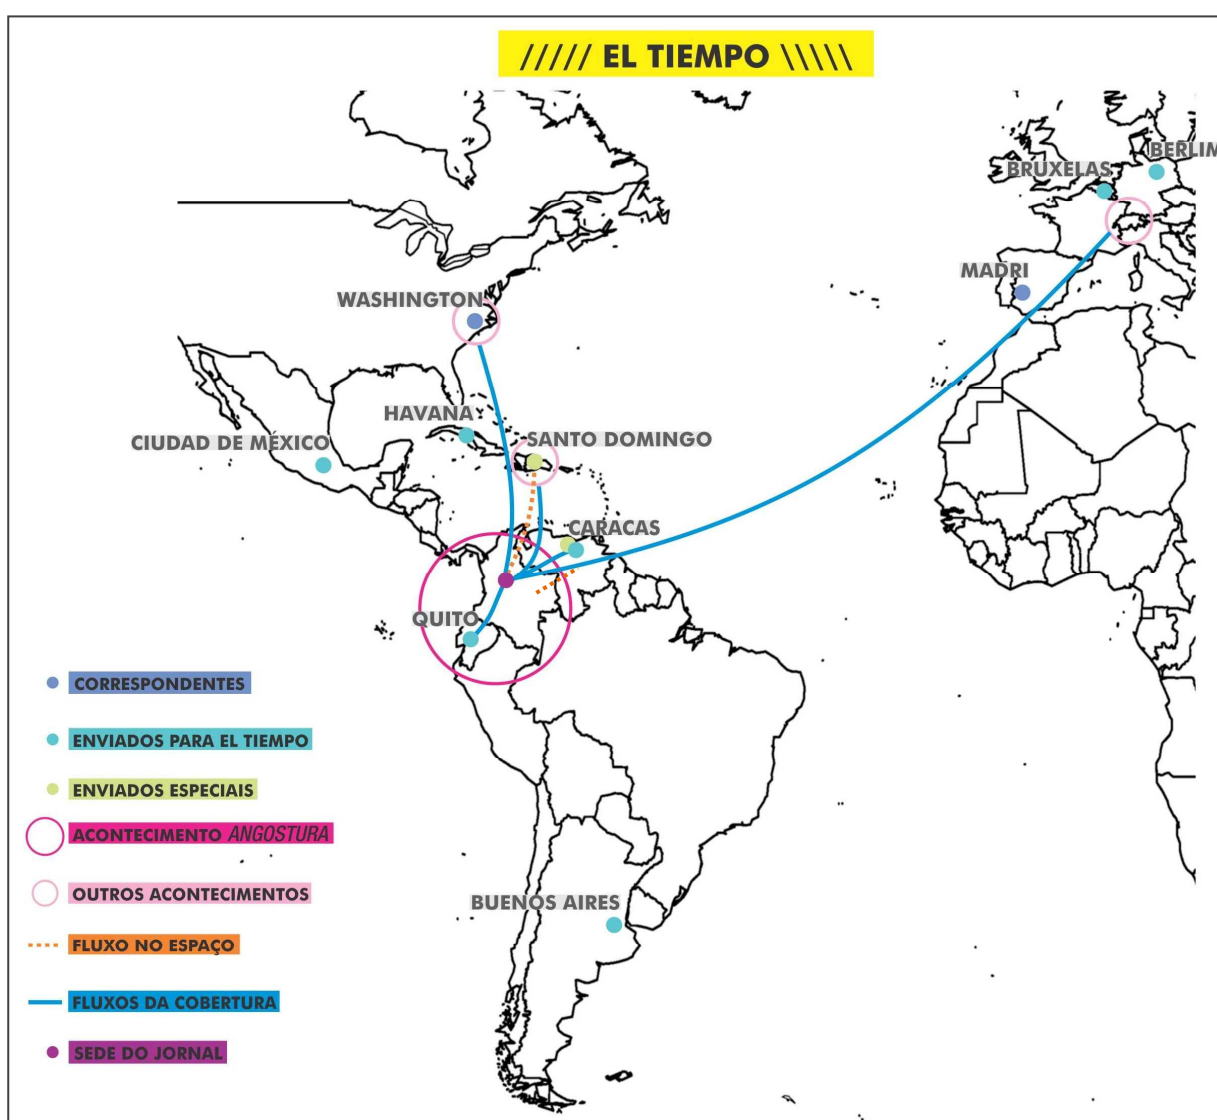 ///// EL TIEMPO \\\\\
BERLIM
BRUXELAS
MADRI
WASHINGTON
HAVANA
CIUDAD DE MÉXICO
SANTO DOMINGO
CARACAS
QUITO
BUENOS AIRES
CORRESPONDENTES
ENVIADOS PARA EL TIEMPO
ENVIADOS ESPECIAIS
ACONTECIMENTO ANGOSTURA
OUTROS ACONTECIMENTOS
FLUXO NO ESPAÇO
FLUXOS DA COBERTURA
SEDE DO JORNAL